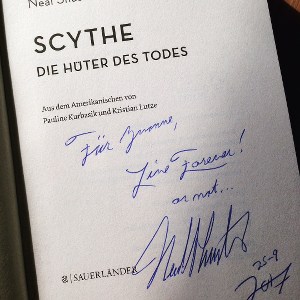 Neal
SCYTHE
DIE HÜTER DES TODES
Aus dem Amerikanischen von
Pauline Kurbasik und Kristian Lutze
Für Yvonne,
Live Forever!
or not...
SAUERLÄNDER
25-9
2017